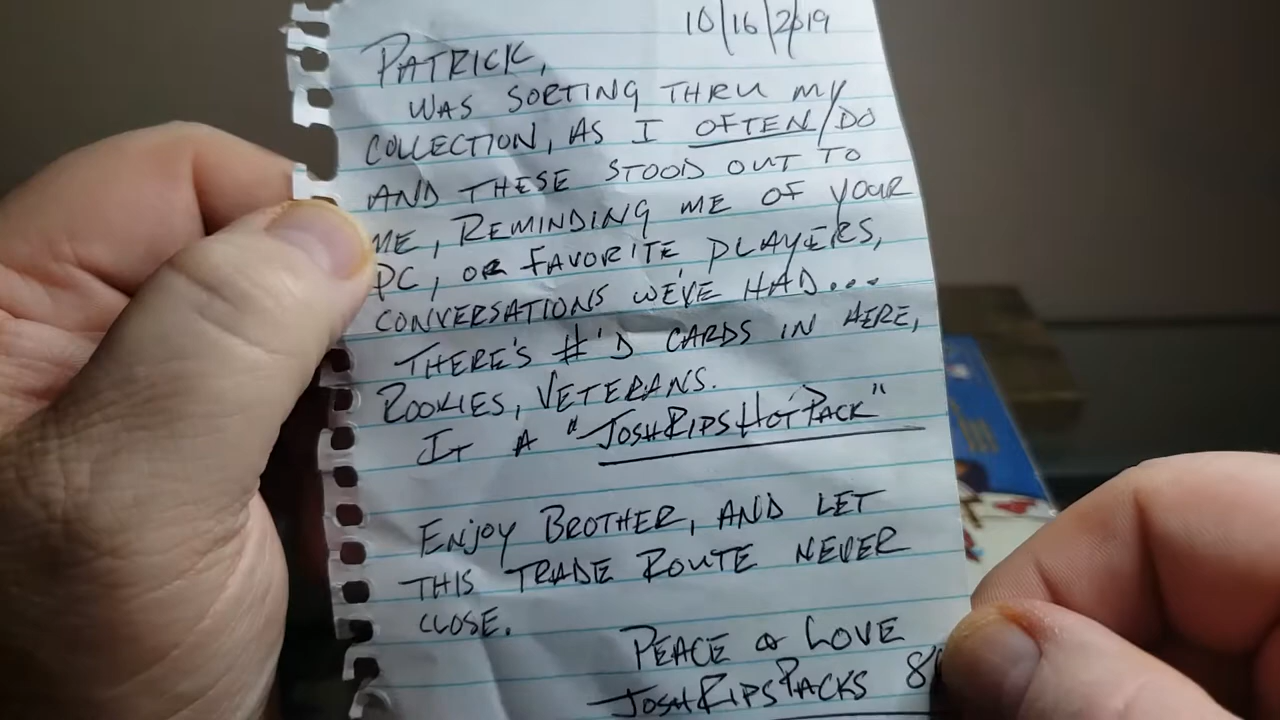 10/16/2019
PATRICK,
WAS SORTING THRU MY
COLLECTION, AS I OFTEN/DO
AND THESE STOOD OUT TO
ME, REMINDING ME OF YOUR
PC, OR FAVORITE PLAYERS,
CONVERSATIONS WE'VE HAD...
THERE'S #'D CARDS IN HERE,
ROOKIES, VETERANS.
IT A "JOSHRIPSHOTPACK"
ENJOY BROTHER, AND LET
THIS TRADE ROUTE NEVER
CLOSE.
PEACE & LOVE
JOSHRIPSPACKS